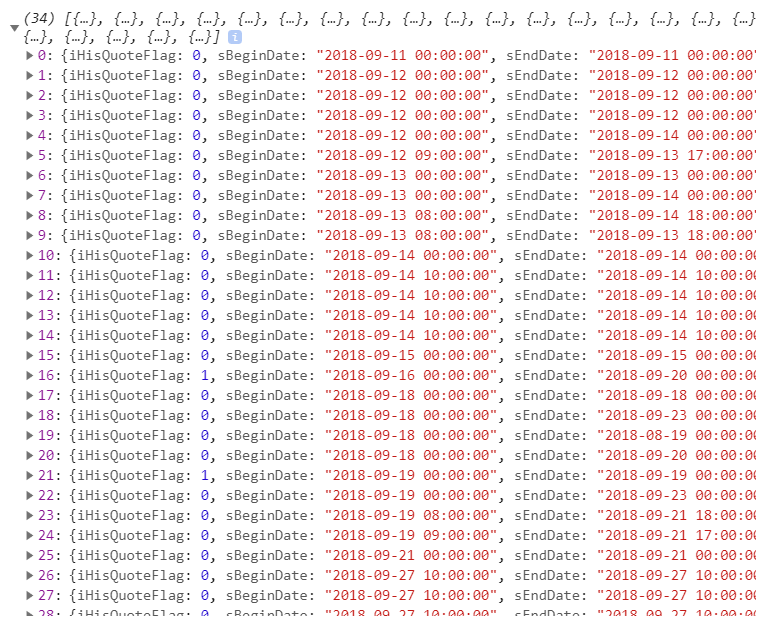 (34) [{…}, {…}, {…}, {…}, {…}, {…}, {…}, {…}, {…}, {…}, {…}, {…}, {…}, {…}, {…}, {…}, {…}
{…}, {…}, {…}, {…}, {…}] i
0: {iHisQuoteFlag: 0, sBeginDate: "2018-09-11 00:00:00", sEndDate: "2018-09-11 00:00:00"
1: {iHisQuoteFlag: 0, sBeginDate: "2018-09-12 00:00:00", sEndDate: "2018-09-12 00:00:00"
2: {iHisQuoteFlag: 0, sBeginDate: "2018-09-12 00:00:00", sEndDate: "2018-09-12 00:00:00"
3: {iHisQuoteFlag: 0, sBeginDate: "2018-09-12 00:00:00", sEndDate: "2018-09-12 00:00:00"
4: {iHisQuoteFlag: 0, sBeginDate: "2018-09-12 00:00:00", sEndDate: "2018-09-14 00:00:00"
5: {iHisQuoteFlag: 0, sBeginDate: "2018-09-12 09:00:00", sEndDate: "2018-09-13 17:00:00"
6: {iHisQuoteFlag: 0, sBeginDate: "2018-09-13 00:00:00", sEndDate: "2018-09-13 00:00:00"
7: {iHisQuoteFlag: 0, sBeginDate: "2018-09-13 00:00:00", sEndDate: "2018-09-14 00:00:00"
8: {iHisQuoteFlag: 0, sBeginDate: "2018-09-13 08:00:00", sEndDate: "2018-09-14 18:00:00"
9: {iHisQuoteFlag: 0, sBeginDate: "2018-09-13 08:00:00", sEndDate: "2018-09-13 18:00:00"
10: {iHisQuoteFlag: 0, sBeginDate: "2018-09-14 00:00:00", sEndDate: "2018-09-14 00:00:00
11: {iHisQuoteFlag: 0, sBeginDate: "2018-09-14 10:00:00", sEndDate: "2018-09-14 10:00:00
12: {iHisQuoteFlag: 0, sBeginDate: "2018-09-14 10:00:00", sEndDate: "2018-09-14 10:00:00
13: {iHisQuoteFlag: 0, sBeginDate: "2018-09-14 10:00:00", sEndDate: "2018-09-14 10:00:00
14: {iHisQuoteFlag: 0, sBeginDate: "2018-09-14 10:00:00", sEndDate: "2018-09-14 10:00:00
15: {iHisQuoteFlag: 0, sBeginDate: "2018-09-15 00:00:00", sEndDate: "2018-09-15 00:00:00
16: {iHisQuoteFlag: 1, sBeginDate: "2018-09-16 00:00:00", sEndDate: "2018-09-20 00:00:00
17: {iHisQuoteFlag: 0, sBeginDate: "2018-09-18 00:00:00", sEndDate: "2018-09-18 00:00:00
18: {iHisQuoteFlag: 0, sBeginDate: "2018-09-18 00:00:00", sEndDate: "2018-09-23 00:00:00
19: {iHisQuoteFlag: 0, sBeginDate: "2018-09-18 00:00:00", sEndDate: "2018-08-19 00:00:00
20: {iHisQuoteFlag: 0, sBeginDate: "2018-09-18 00:00:00", sEndDate: "2018-09-20 00:00:00
21: {iHisQuoteFlag: 1, sBeginDate: "2018-09-19 00:00:00", sEndDate: "2018-09-19 00:00:00
22: {iHisQuoteFlag: 0, sBeginDate: "2018-09-19 00:00:00", sEndDate: "2018-09-23 00:00:00
23: {iHisQuoteFlag: 0, sBeginDate: "2018-09-19 08:00:00", sEndDate: "2018-09-21 18:00:00
24: {iHisQuoteFlag: 0, sBeginDate: "2018-09-19 09:00:00", sEndDate: "2018-09-21 17:00:00
25: {iHisQuoteFlag: 0, sBeginDate: "2018-09-21 00:00:00", sEndDate: "2018-09-21 00:00:00
26: {iHisQuoteFlag: 0, sBeginDate: "2018-09-27 10:00:00", sEndDate: "2018-09-27 10:00:00
27: {iHisQuoteFlag: 0, sBeginDate: "2018-09-27 10:00:00", sEndDate: "2018-09-27 10:00:00
28: {iHisQuoteFlag: 0, sBeginDate: "2018-09-27 10:00:00", sEndDate: "2018-09-27 10:00:00